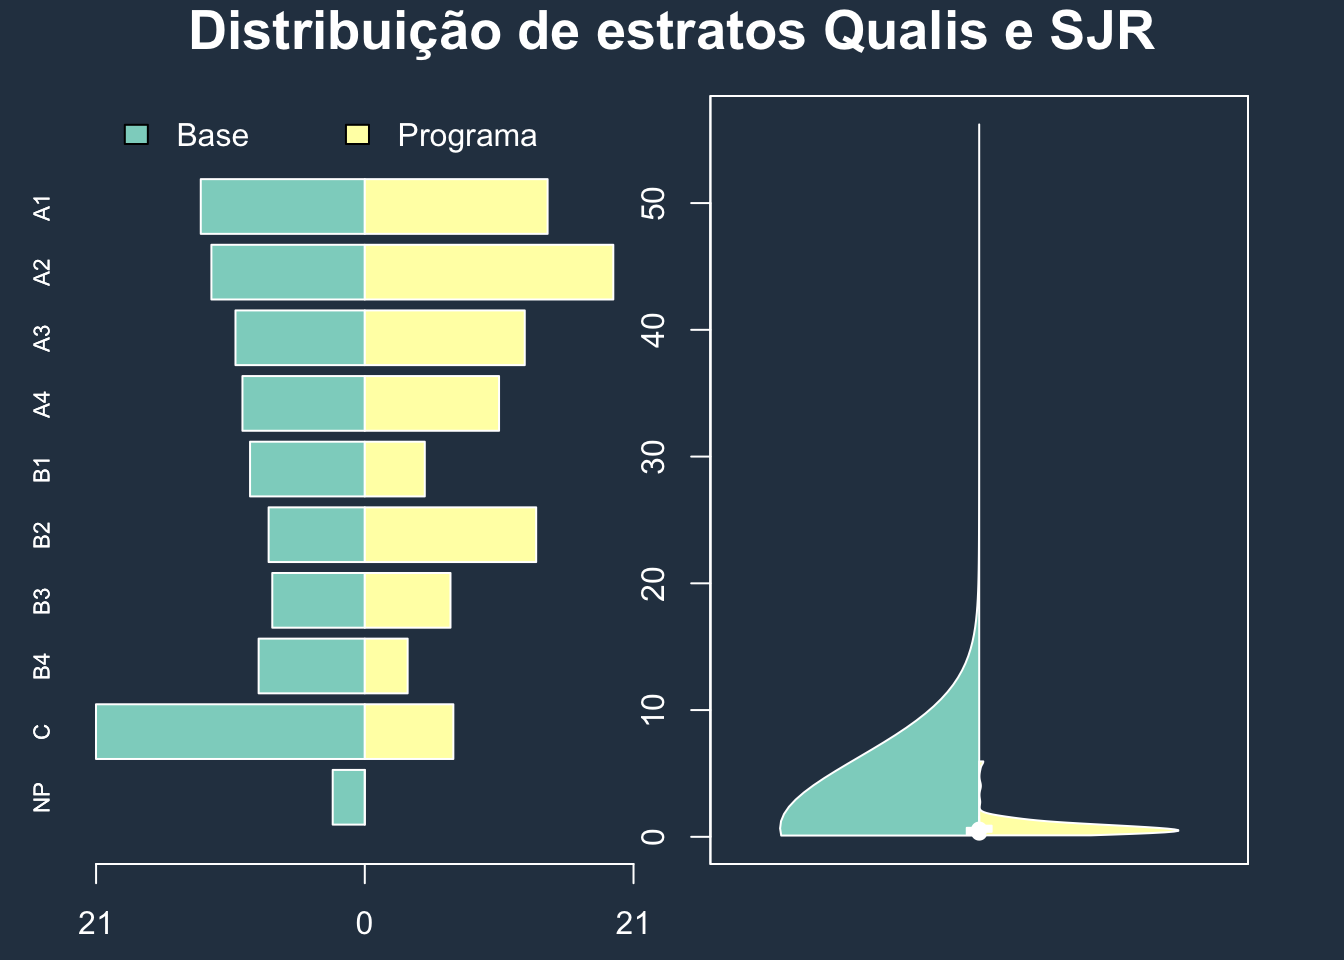 Distribuição de estratos Qualis e SJR
Base
Programa
A1
A2
A3
A4
B1
B2
B3
B4
C
NP
21
0
21
50
40
30
20
10
0